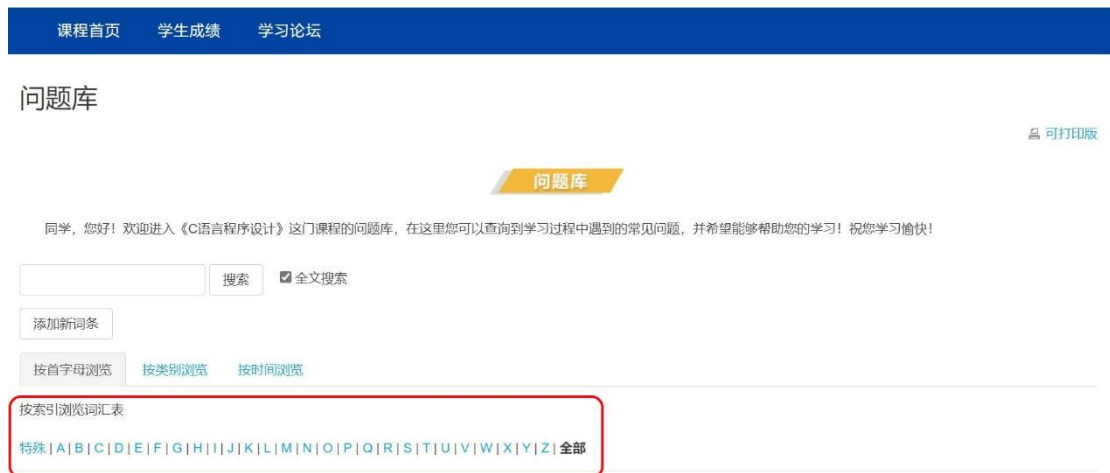 课程首页 学生成绩 学习论坛
问题库
可打印版
问题库
同学，您好！欢迎进入《C语言程序设计》这门课程的问题库，在这里您可以查询到学习过程中遇到的常见问题，并希望能够帮助您的学习！祝您学习愉快！
搜索 全文搜索
添加新词条
按首字母浏览 按类别浏览 按时间浏览
按索引浏览词汇表
特殊 | A | B | C | D | E | F | G | H | I | J | K | L | M | N | O | P | Q | R | S | T | U | V | W | X | Y | Z | 全部